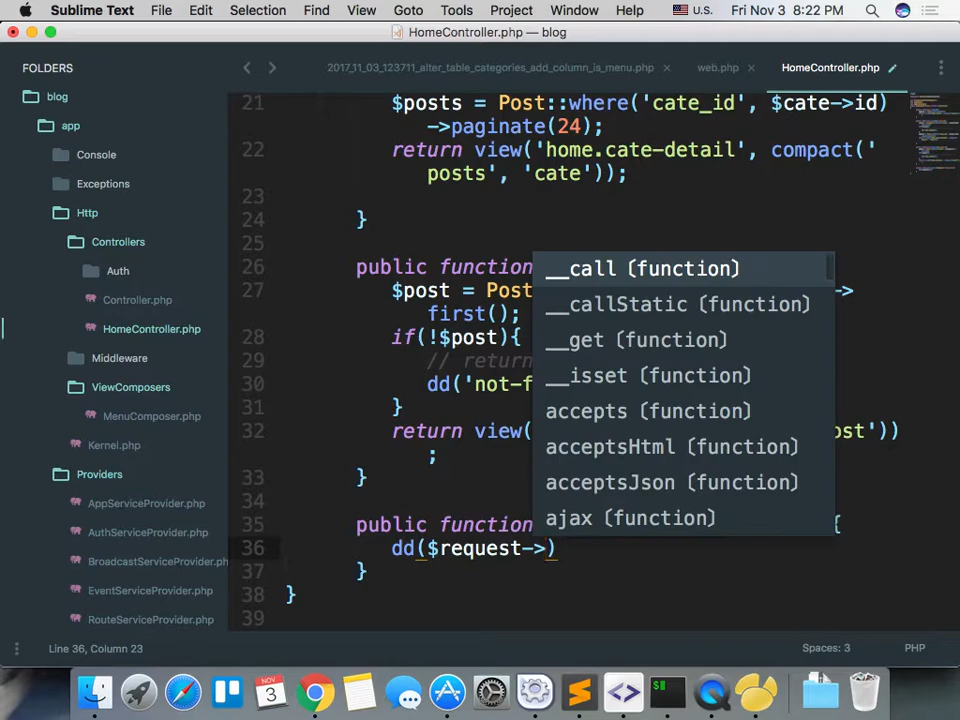 Sublime Text File Edit Selection Find View Goto Tools Project Window Help U.S. Fri Nov 3 8:22 PM
HomeController.php — blog
FOLDERS
blog
app
Console
Exceptions
Http
Controllers
Auth
Controller.php
HomeController.php
Middleware
ViewComposers
MenuComposer.php
Kernel.php
Providers
AppServiceProvider.php
AuthServiceProvider.php
BroadcastServiceProvider.ph
EventServiceProvider.php
RouteServiceProvider.php
2017_11_03_123711_alter_table_categories_add_column_is_menu.php × web.php × HomeController.php
21 $posts = Post::where('cate_id', $cate->id)
->paginate(24);
22 return view('home.cate-detail', compact('
posts', 'cate'));
23
24 }
25
26 public function
27 $post = Post ->
first();
28 if(!$post){
29 // return
30 dd('not-f
31 }
32 return view( ost'))
;
33 }
34
35 public function {
36 dd($request->)
37 }
38 }
39
__call (function)
__callStatic (function)
__get (function)
__isset (function)
accepts (function)
acceptsHtml (function)
acceptsJson (function)
ajax (function)
Line 36, Column 23 Spaces: 3 PHP
NOV
3